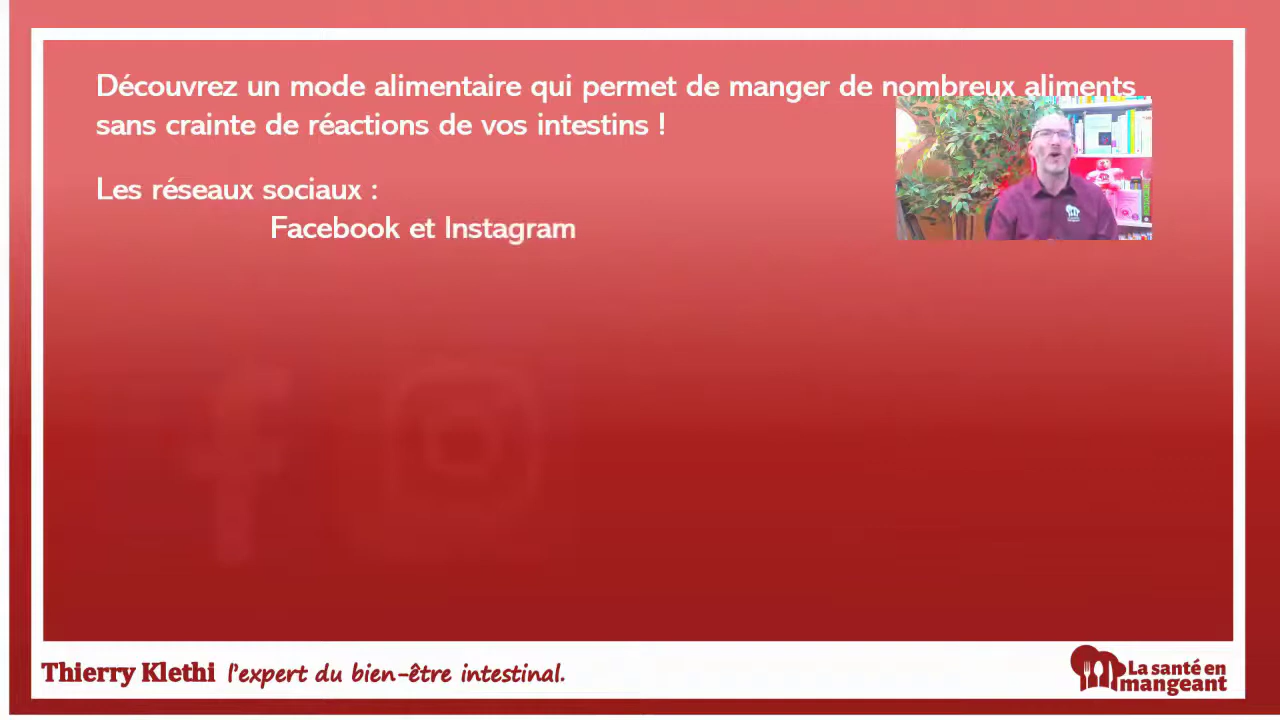 Découvrez un mode alimentaire qui permet de manger de nombreux aliments
sans crainte de réactions de vos intestins !
Les réseaux sociaux :
Facebook et Instagram
Thierry Klethi l'expert du bien-être intestinal.
La santé en
mangeant